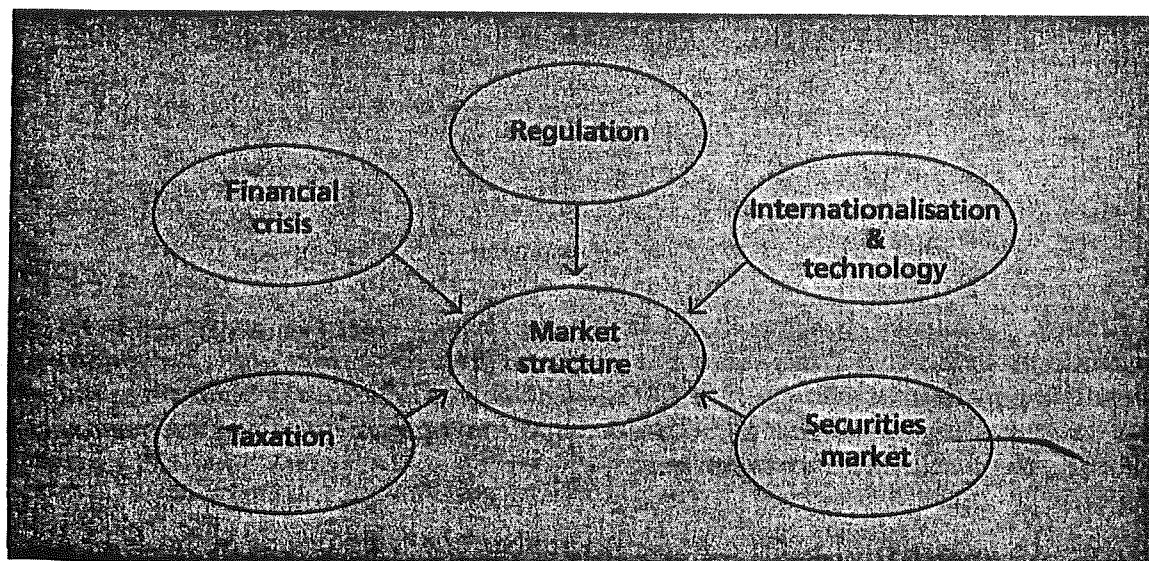 Regulation
Financial
crisis
Internationalisation
&
technology
Market
structure
Taxation
Securities
market